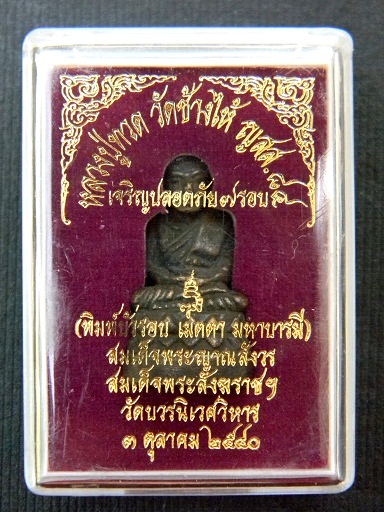 หลวงปู่ทวด วัดช้างให้ ญสส.
เจริญปลอดภัย ๗ รอบ
(พิมพ์ ๗ รอบ เมตตา มหาบารมี)
สมเด็จพระญาณสังวร
สมเด็จพระสังฆราชฯ
วัดบวรนิเวศวิหาร
๓ ตุลาคม ๒๕๔๐